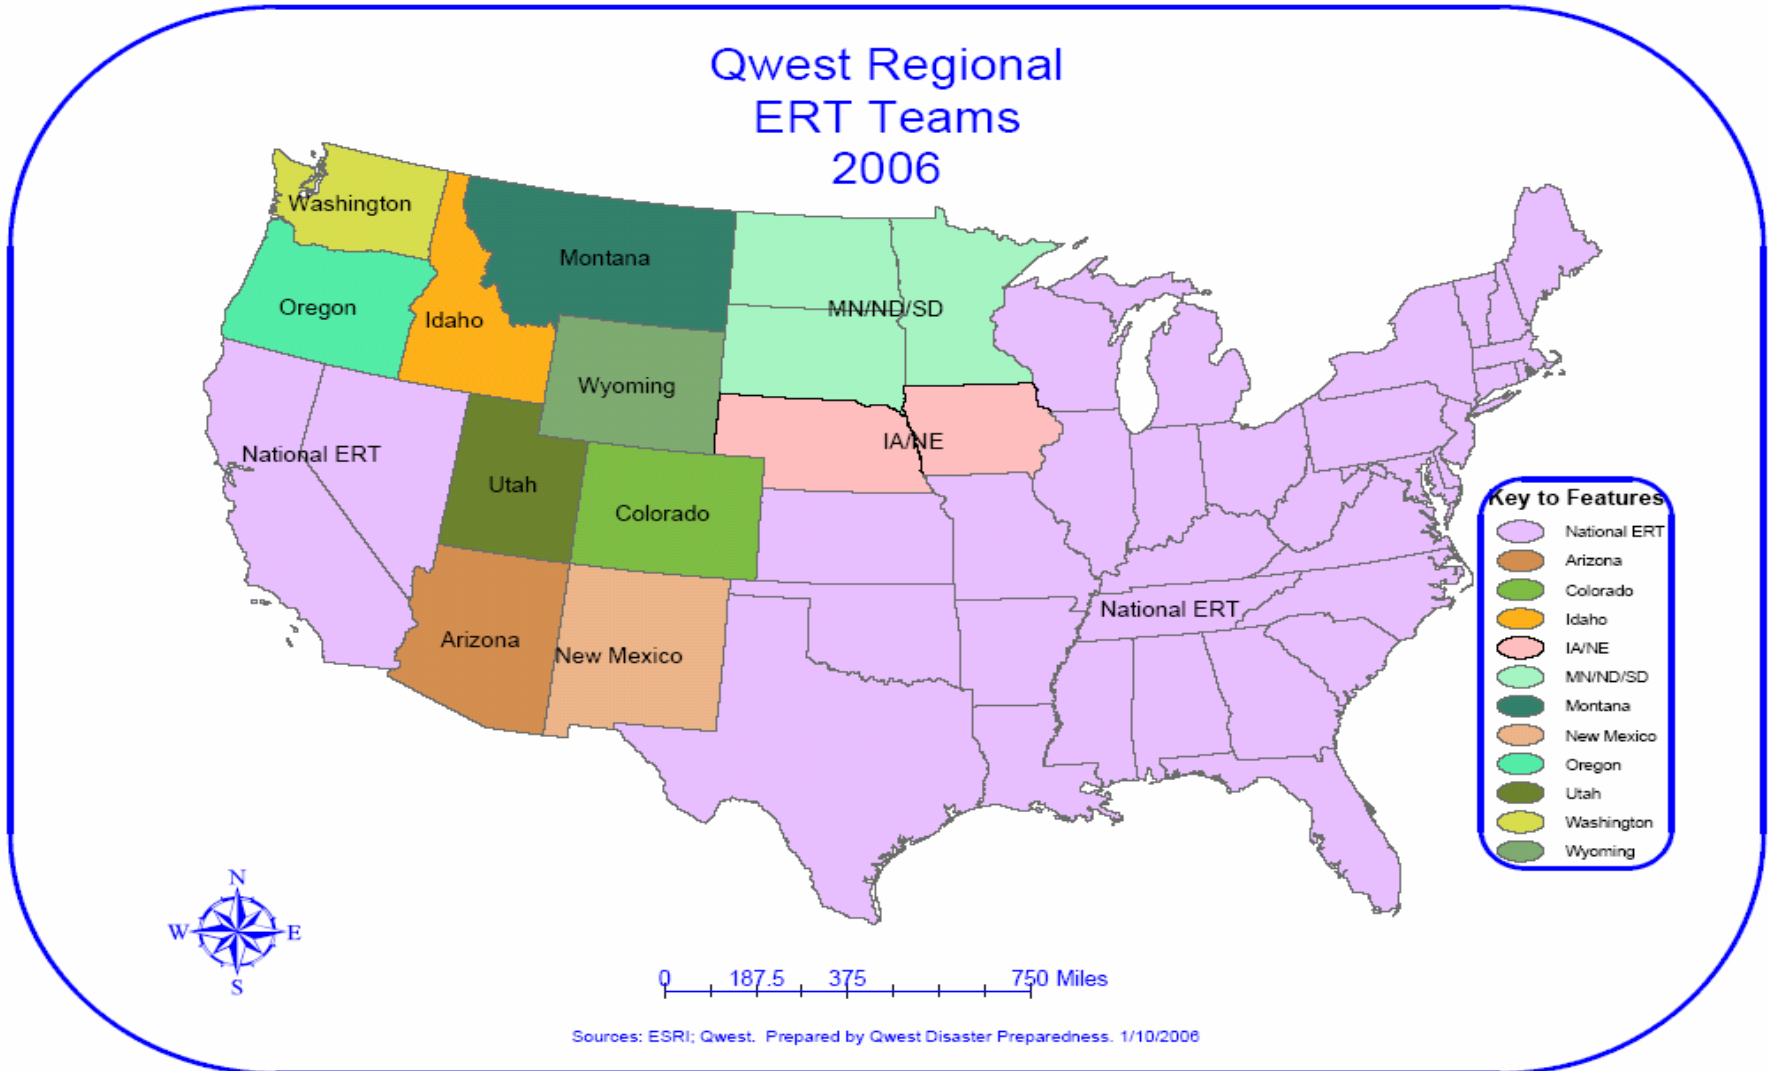 Qwest Regional
ERT Teams
2006
Washington
Montana
Oregon
Idaho
MN/ND/SD
Wyoming
National ERT
IA/NE
Utah
Colorado
Arizona
New Mexico
National ERT
Key to Features
National ERT
Arizona
Colorado
Idaho
IA/NE
MN/ND/SD
Montana
New Mexico
Oregon
Utah
Washington
Wyoming
N
W E
S
0 187.5 375 750 Miles
Sources: ESRI; Qwest. Prepared by Qwest Disaster Preparedness. 1/10/2006